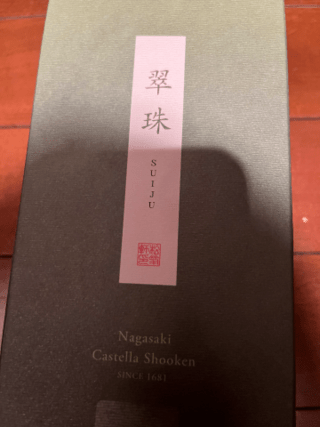 翠
珠
SUIJU
Nagasaki
Castella Shooken
SINCE 1681